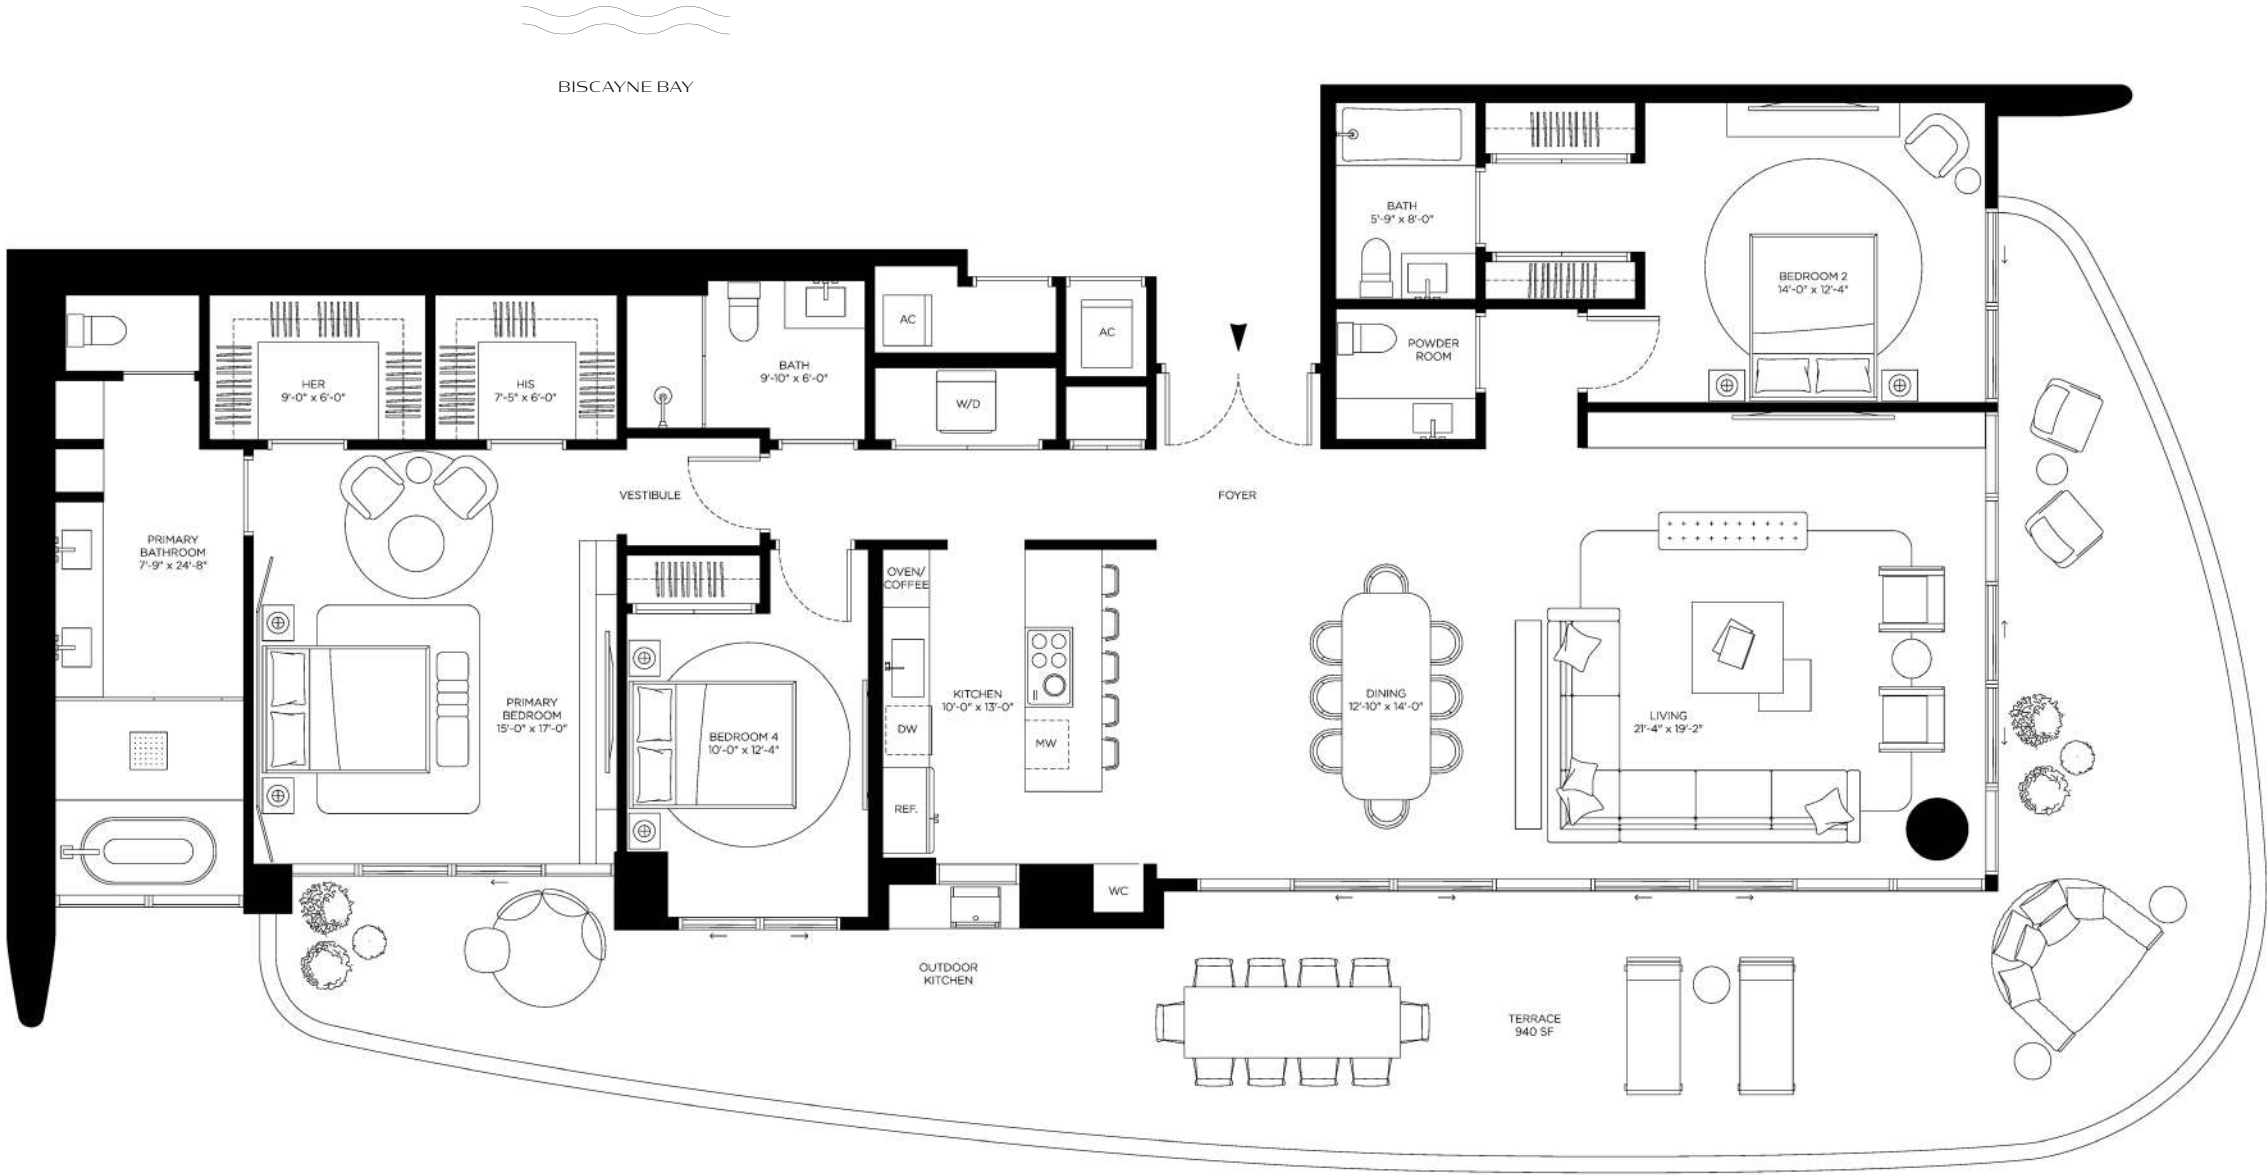 BISCAYNE BAY
BATH
5'-9" x 8'-0"
BEDROOM 2
14'-0" x 12'-4"
AC
AC
POWDER
ROOM
BATH
9'-10" x 6'-0"
HER
9'-0" x 6'-0"
HIS
7'-5" x 6'-0"
W/D
VESTIBULE
FOYER
PRIMARY
BATHROOM
7'-9" x 24'-8"
OVEN/
COFFEE
PRIMARY
BEDROOM
15'-0" x 17'-0"
BEDROOM 4
10'-0" x 12'-4"
KITCHEN
10'-0" x 13'-0"
DW
MW
REF.
DINING
12'-10" x 14'-0"
LIVING
21'-4" x 19'-2"
WC
OUTDOOR
KITCHEN
TERRACE
940 SF